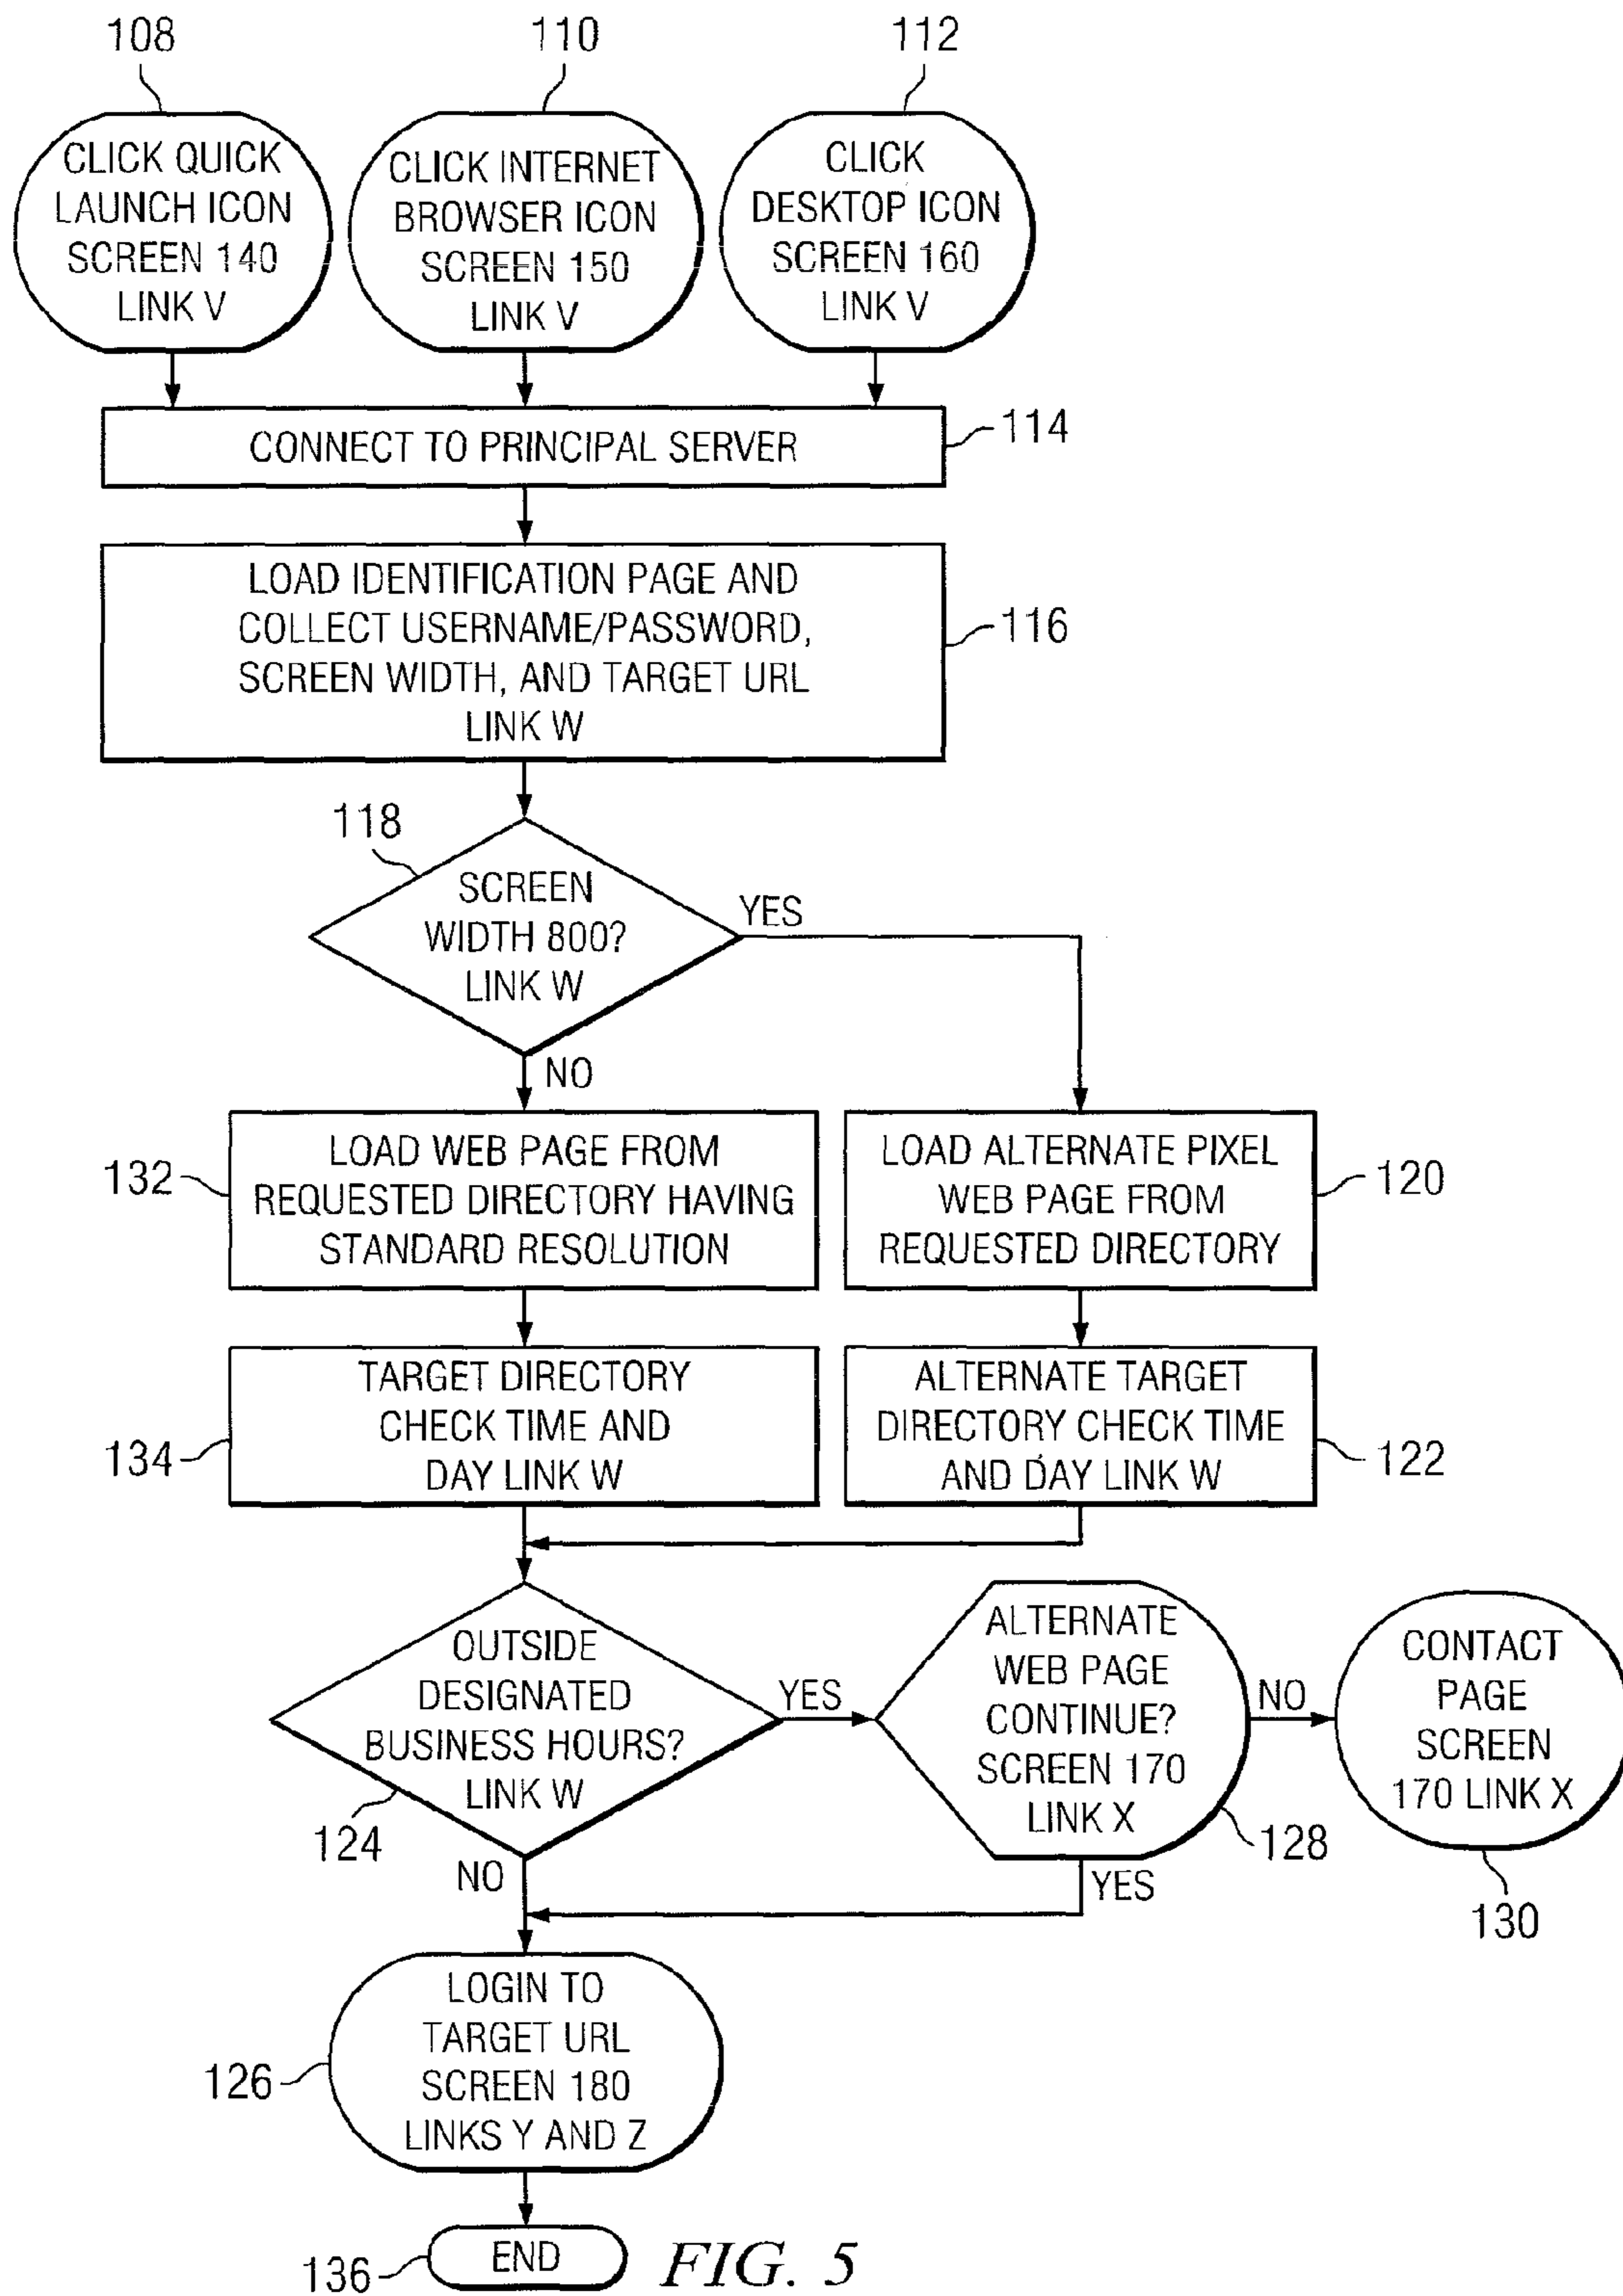 108
110
112
CLICK QUICK
LAUNCH ICON
SCREEN 140
LINK V
CLICK INTERNET
BROWSER ICON
SCREEN 150
LINK V
CLICK
DESKTOP ICON
SCREEN 160
LINK V
CONNECT TO PRINCIPAL SERVER
114
LOAD IDENTIFICATION PAGE AND
COLLECT USERNAME/PASSWORD,
SCREEN WIDTH, AND TARGET URL
LINK W
116
118
SCREEN
WIDTH 800?
LINK W
YES
NO
132
LOAD WEB PAGE FROM
REQUESTED DIRECTORY HAVING
STANDARD RESOLUTION
LOAD ALTERNATE PIXEL
WEB PAGE FROM
REQUESTED DIRECTORY
120
134
TARGET DIRECTORY
CHECK TIME AND
DAY LINK W
ALTERNATE TARGET
DIRECTORY CHECK TIME
AND DAY LINK W
122
OUTSIDE
DESIGNATED
BUSINESS HOURS?
LINK W
124
YES
NO
ALTERNATE
WEB PAGE
CONTINUE?
SCREEN 170
LINK X
128
NO
YES
CONTACT
PAGE
SCREEN
170 LINK X
130
LOGIN TO
TARGET URL
SCREEN 180
LINKS Y AND Z
126
END
136
FIG. 5